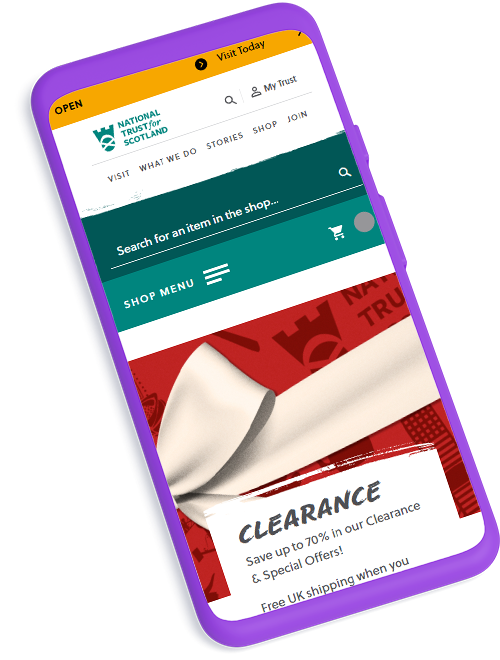 OPEN
Visit Today
My Trust
NATIONAL
TRUST for
SCOTLAND
VISIT WHAT WE DO STORIES SHOP JOIN
Search for an item in the shop...
SHOP MENU
NATIONAL
TRUST
CLEARANCE
Save up to 70% in our Clearance
& Special Offers!
Free UK shipping when you